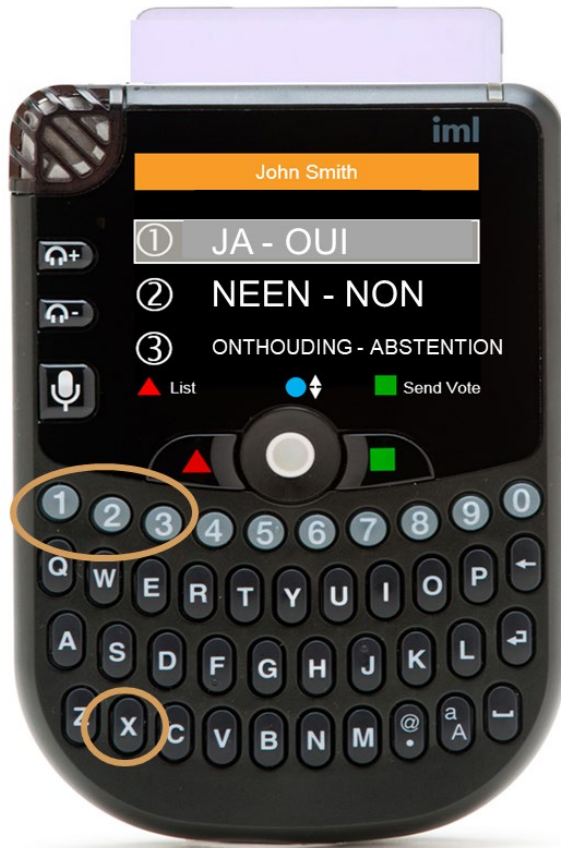 iml
John Smith
1 JA - OUI
2 NEEN - NON
3 ONTHOUDING - ABSTENTION
List Send Vote
+
-
1 2 3 4 5 6 7 8 9 0
Q W E R T Y U I O P
A S D F G H J K L
Z X C V B N M @ . a A